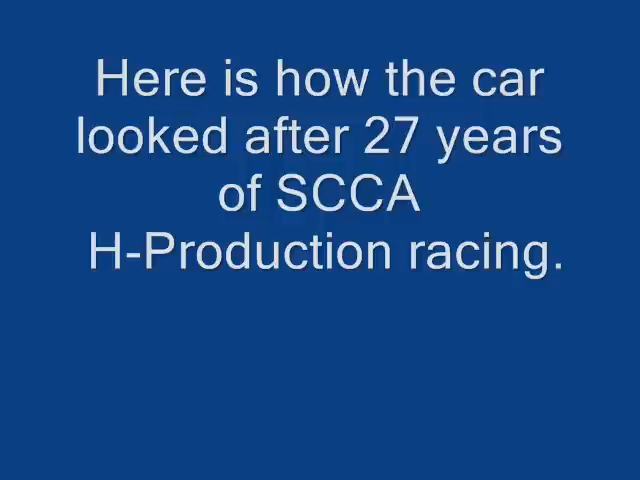 Here is how the car
looked after 27 years
of SCCA
H-Production racing.